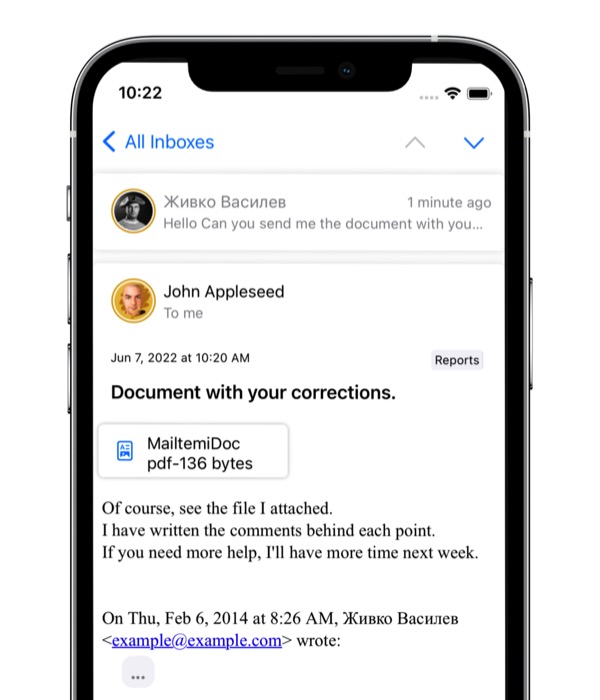 10:22
All Inboxes
Живко Василев 1 minute ago
Hello Can you send me the document with you...
John Appleseed
To me
Jun 7, 2022 at 10:20 AM Reports
Document with your corrections.
MailtemiDoc
pdf-136 bytes
Of course, see the file I attached.
I have written the comments behind each point.
If you need more help, I'll have more time next week.
On Thu, Feb 6, 2014 at 8:26 AM, Живко Василев
<example@example.com> wrote:
...